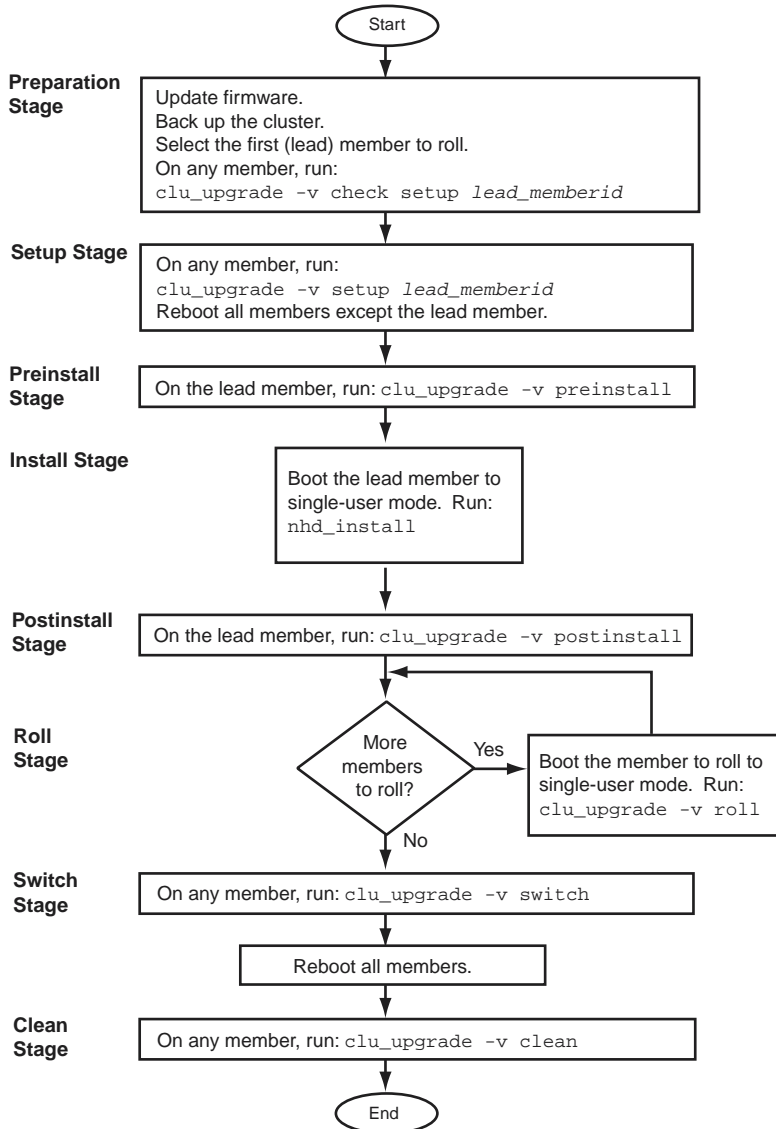 Start
Preparation
Stage
Update firmware.
Back up the cluster.
Select the first (lead) member to roll.
On any member, run:
clu_upgrade -v check setup lead_memberid
Setup Stage
On any member, run:
clu_upgrade -v setup lead_memberid
Reboot all members except the lead member.
Preinstall
Stage
On the lead member, run: clu_upgrade -v preinstall
Install Stage
Boot the lead member to
single-user mode. Run:
nhd_install
Postinstall
Stage
On the lead member, run: clu_upgrade -v postinstall
Roll
Stage
More
members
to roll?
Yes
Boot the member to roll to
single-user mode. Run:
clu_upgrade -v roll
No
Switch
Stage
On any member, run: clu_upgrade -v switch
Reboot all members.
Clean
Stage
On any member, run: clu_upgrade -v clean
End